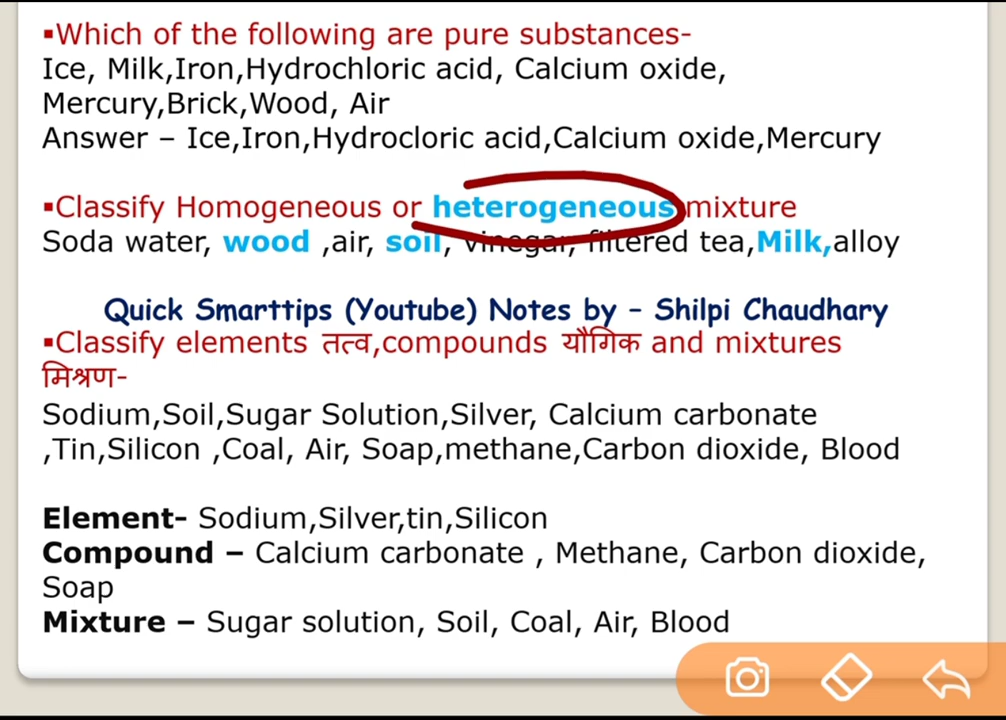 ▪Which of the following are pure substances-
Ice, Milk,Iron,Hydrochloric acid, Calcium oxide,
Mercury,Brick,Wood, Air
Answer – Ice,Iron,Hydrocloric acid,Calcium oxide,Mercury
▪Classify Homogeneous or heterogeneous mixture
Soda water, wood ,air, soil, vinegar, filtered tea,Milk,alloy
Quick Smarttips (Youtube) Notes by - Shilpi Chaudhary
▪Classify elements तत्व,compounds यौगिक and mixtures
मिश्रण-
Sodium,Soil,Sugar Solution,Silver, Calcium carbonate
,Tin,Silicon ,Coal, Air, Soap,methane,Carbon dioxide, Blood
Element- Sodium,Silver,tin,Silicon
Compound – Calcium carbonate , Methane, Carbon dioxide,
Soap
Mixture – Sugar solution, Soil, Coal, Air, Blood